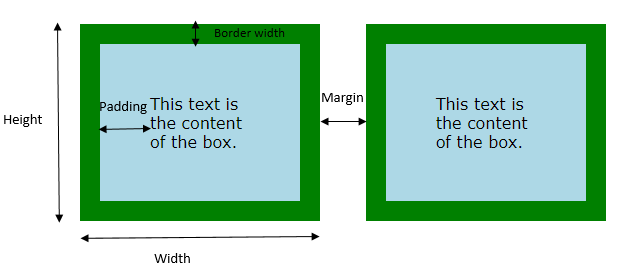 Border width
Padding
This text is
the content
of the box.
Height
Margin
This text is
the content
of the box.
Width